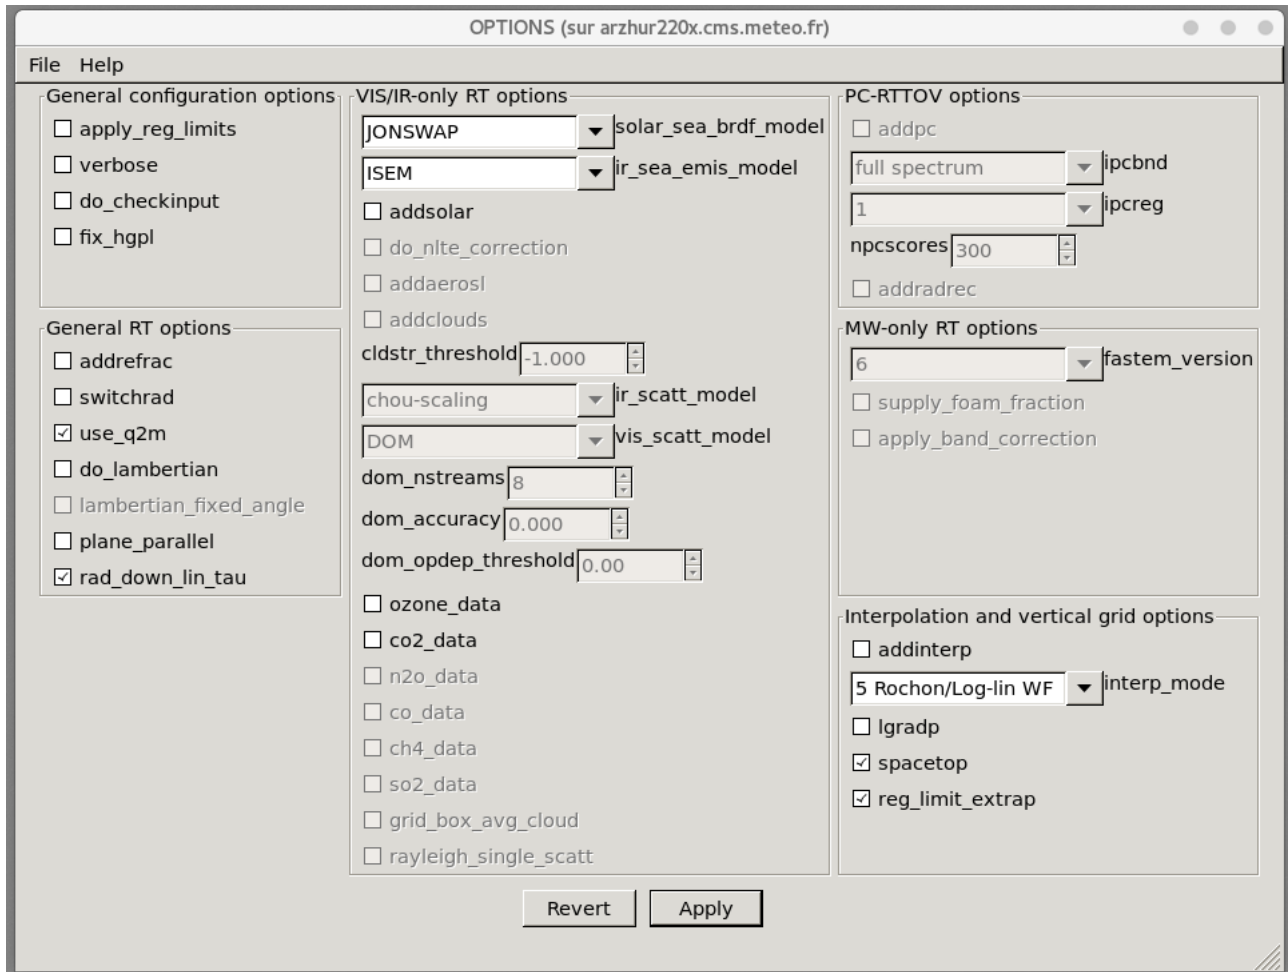 OPTIONS (sur arzhur220x.cms.meteo.fr)
File Help
General configuration options
apply_reg_limits
verbose
do_checkinput
fix_hgpl
General RT options
addrefrac
switchrad
use_q2m
do_lambertian
lambertian_fixed_angle
plane_parallel
rad_down_lin_tau
VIS/IR-only RT options
JONSWAP solar_sea_brdf_model
ISEM ir_sea_emis_model
addsolar
do_nlte_correction
addaerosl
addclouds
cldstr_threshold -1.000
chou-scaling ir_scatt_model
DOM vis_scatt_model
dom_nstreams 8
dom_accuracy 0.000
dom_opdep_threshold 0.00
ozone_data
co2_data
n2o_data
co_data
ch4_data
so2_data
grid_box_avg_cloud
rayleigh_single_scatt
PC-RTTOV options
addpc
full spectrum ipcbnd
1 ipcreg
npcscores 300
addradrec
MW-only RT options
6 fastem_version
supply_foam_fraction
apply_band_correction
Interpolation and vertical grid options
addinterp
5 Rochon/Log-lin WF interp_mode
lgradp
spacetop
reg_limit_extrap
Revert Apply